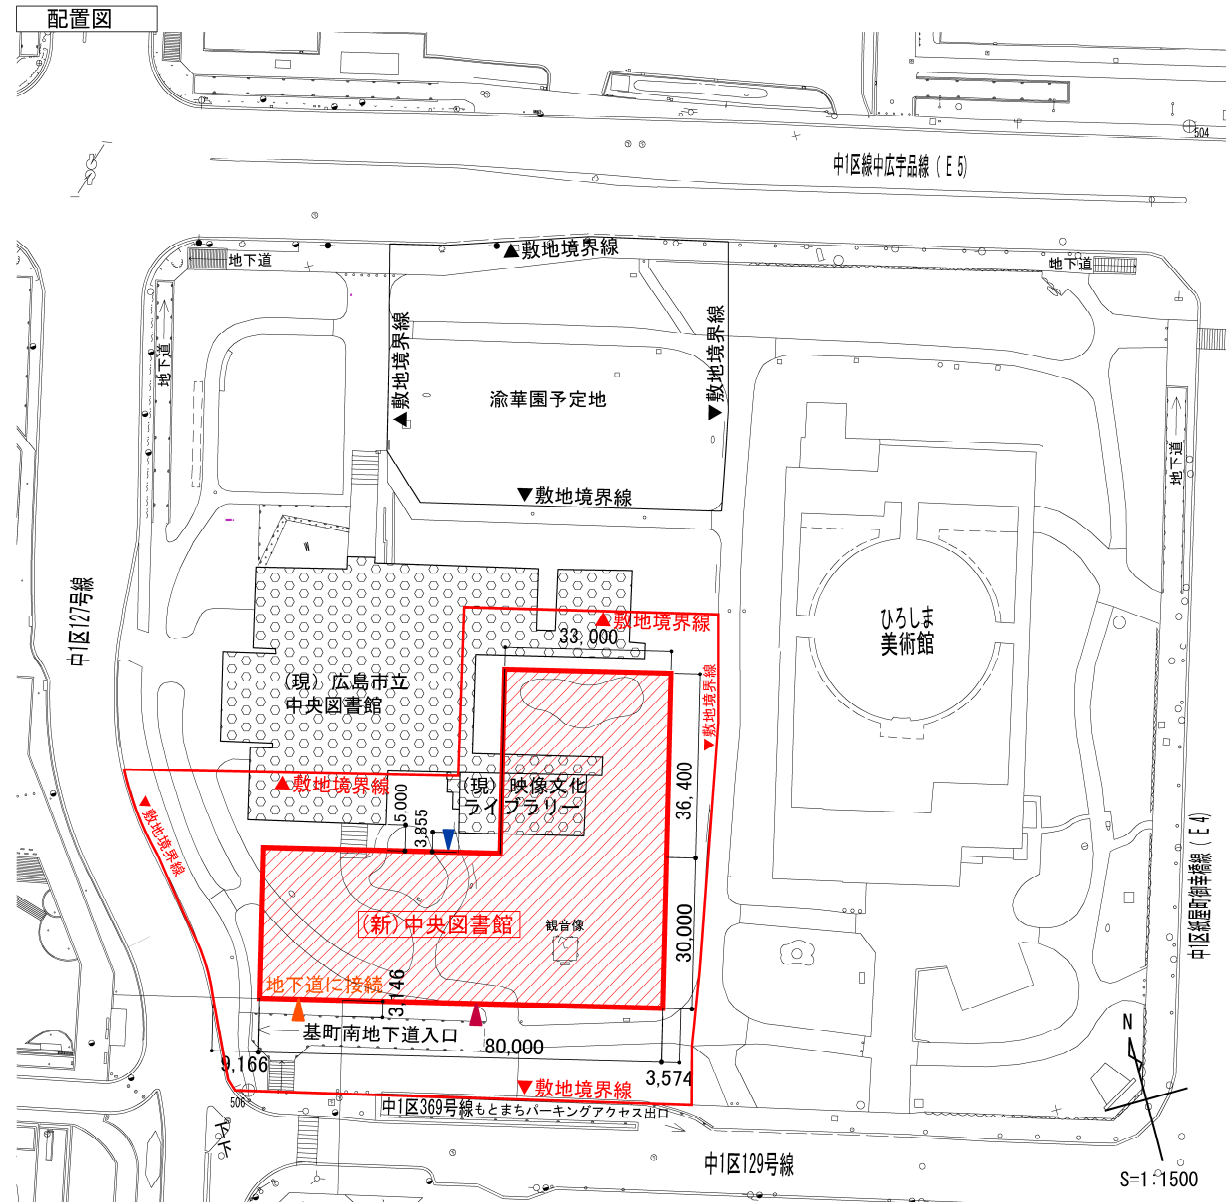 配置図
504
中1区線中広宇品線(E5)
▲敷地境界線
地下道
地下道
▲敷地境界線
▼敷地境界線
地下道
渝華園予定地
地下道
▼敷地境界線
中1区127号線
ひろしま
美術館
▲敷地境界線
33,000
(現)広島市立
中央図書館
▼敷地境界線
▲敷地境界線
(現)映像文化
ライブラリー
36,400
5,000
3,855
▲敷地境界線
中1区紙屋町御幸橋線(E4)
(新)中央図書館
観音像
30,000
地下道に接続
3,146
基町南地下道入口
80,000
9,166
3,574
N
▼敷地境界線
506
中1区369号線もとまちパーキングアクセス出口
中1区129号線
S=1:1500